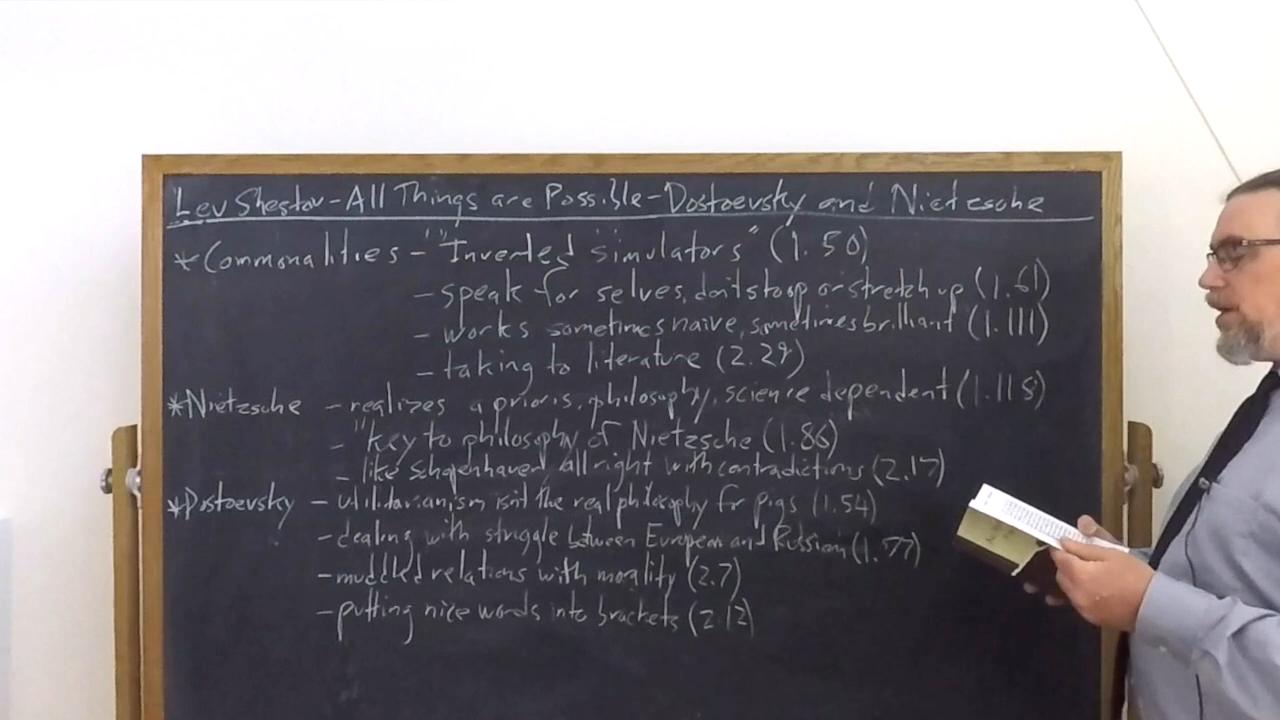 Lev Shestov - All Things are Possible - Dostoevsky and Nietzsche
* Commonalities - "Inverted simulators" (1.50)
- speak for selves, don't stoop or stretch up (1.61)
- works sometimes naive, sometimes brilliant (1.111)
- taking to literature (2.29)
* Nietzsche - realizes a prioris, philosophy, science dependent (1.118)
- "key to philosophy of Nietzsche (1.86)
- like Schopenhauer, all right with contradictions (2.17)
* Dostoevsky - utilitarianism isn't the real philosophy for pigs (1.54)
- dealing with struggle between European and Russian (1.77)
- muddled relations with morality (2.7)
- putting nice words into brackets (2.12)